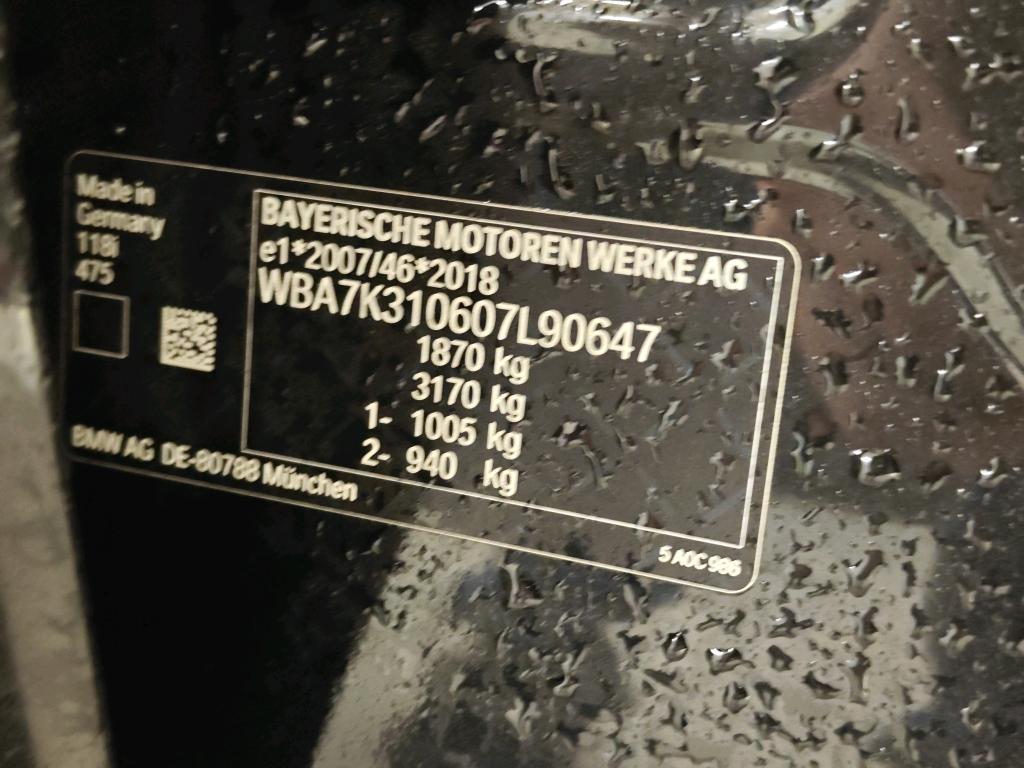 Made in
Germany
118i
475
BAYERISCHE MOTOREN WERKE AG
e1*2007/46*2018
WBA7K310607L90647
1870 kg
3170 kg
1- 1005 kg
2- 940 kg
BMW AG DE-80788 München
5 A0C 986